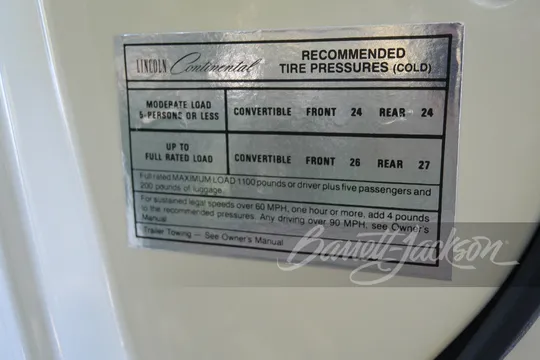 LINCOLN Continental RECOMMENDED
TIRE PRESSURES (COLD)
MODERATE LOAD
5 PERSONS OR LESS
CONVERTIBLE FRONT 24 REAR 24
UP TO
FULL RATED LOAD
CONVERTIBLE FRONT 26 REAR 27
Full rated MAXIMUM LOAD 1100 pounds or driver plus five passengers and
200 pounds of luggage.
For sustained legal speeds over 60 MPH, one hour or more, add 4 pounds
to the recommended pressures. Any driving over 90 MPH, see Owner's
Manual.
Trailer Towing — See Owner's Manual
Barrett-Jackson